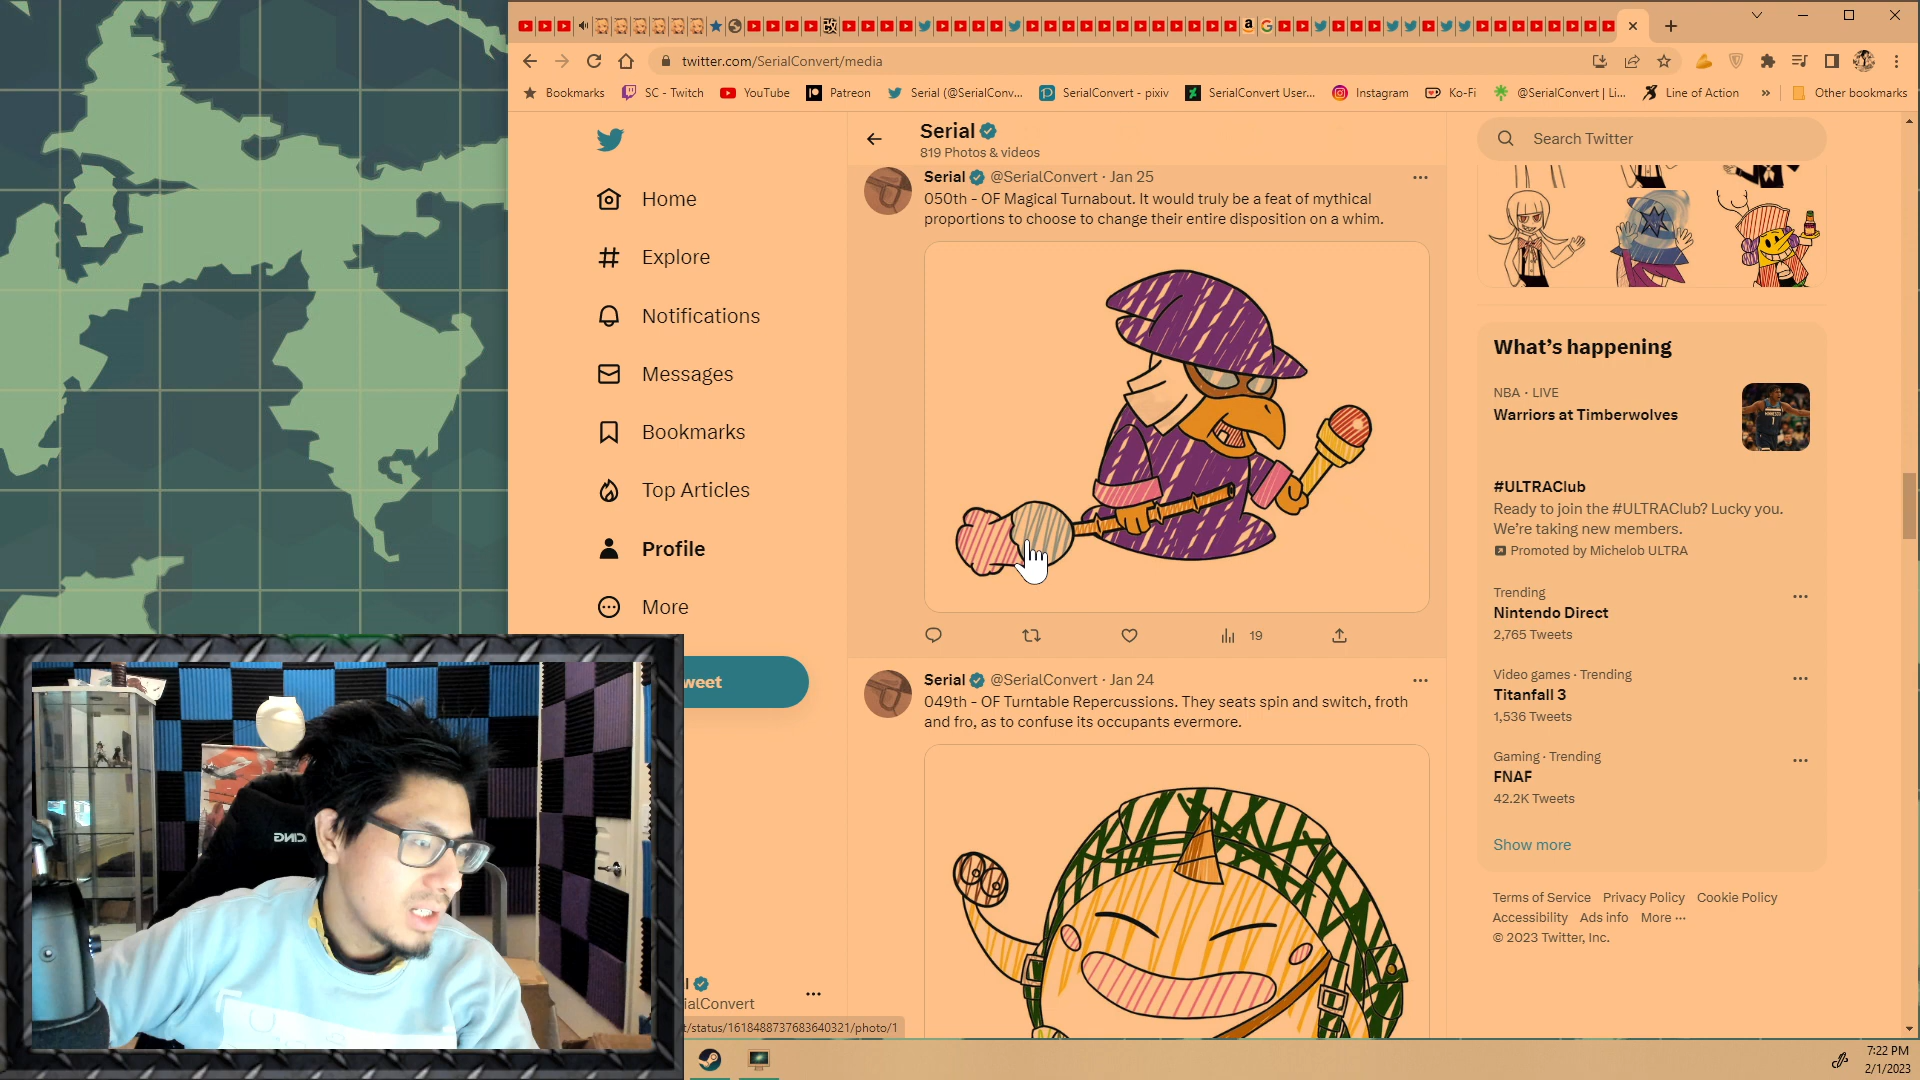 twitter.com/SerialConvert/media
Bookmarks
SC - Twitch
YouTube
Patreon
Serial (@SerialConv...
SerialConvert - pixiv
SerialConvert User...
Instagram
Ko-Fi
@SerialConvert | Li...
Line of Action
»
Other bookmarks
Home
Explore
Notifications
Messages
Bookmarks
Top Articles
Profile
More
weet
l
ialConvert
t/status/1618488737683640321/photo/1
Serial
819 Photos & videos
Serial @SerialConvert · Jan 25
050th - OF Magical Turnabout. It would truly be a feat of mythical
proportions to choose to change their entire disposition on a whim.
19
Serial @SerialConvert · Jan 24
049th - OF Turntable Repercussions. They seats spin and switch, froth
and fro, as to confuse its occupants evermore.
Search Twitter
What's happening
NBA · LIVE
Warriors at Timberwolves
#ULTRAClub
Ready to join the #ULTRAClub? Lucky you.
We're taking new members.
Promoted by Michelob ULTRA
Trending
Nintendo Direct
2,765 Tweets
Video games · Trending
Titanfall 3
1,536 Tweets
Gaming · Trending
FNAF
42.2K Tweets
Show more
Terms of Service Privacy Policy Cookie Policy
Accessibility Ads info More ···
© 2023 Twitter, Inc.
7:22 PM
2/1/2023